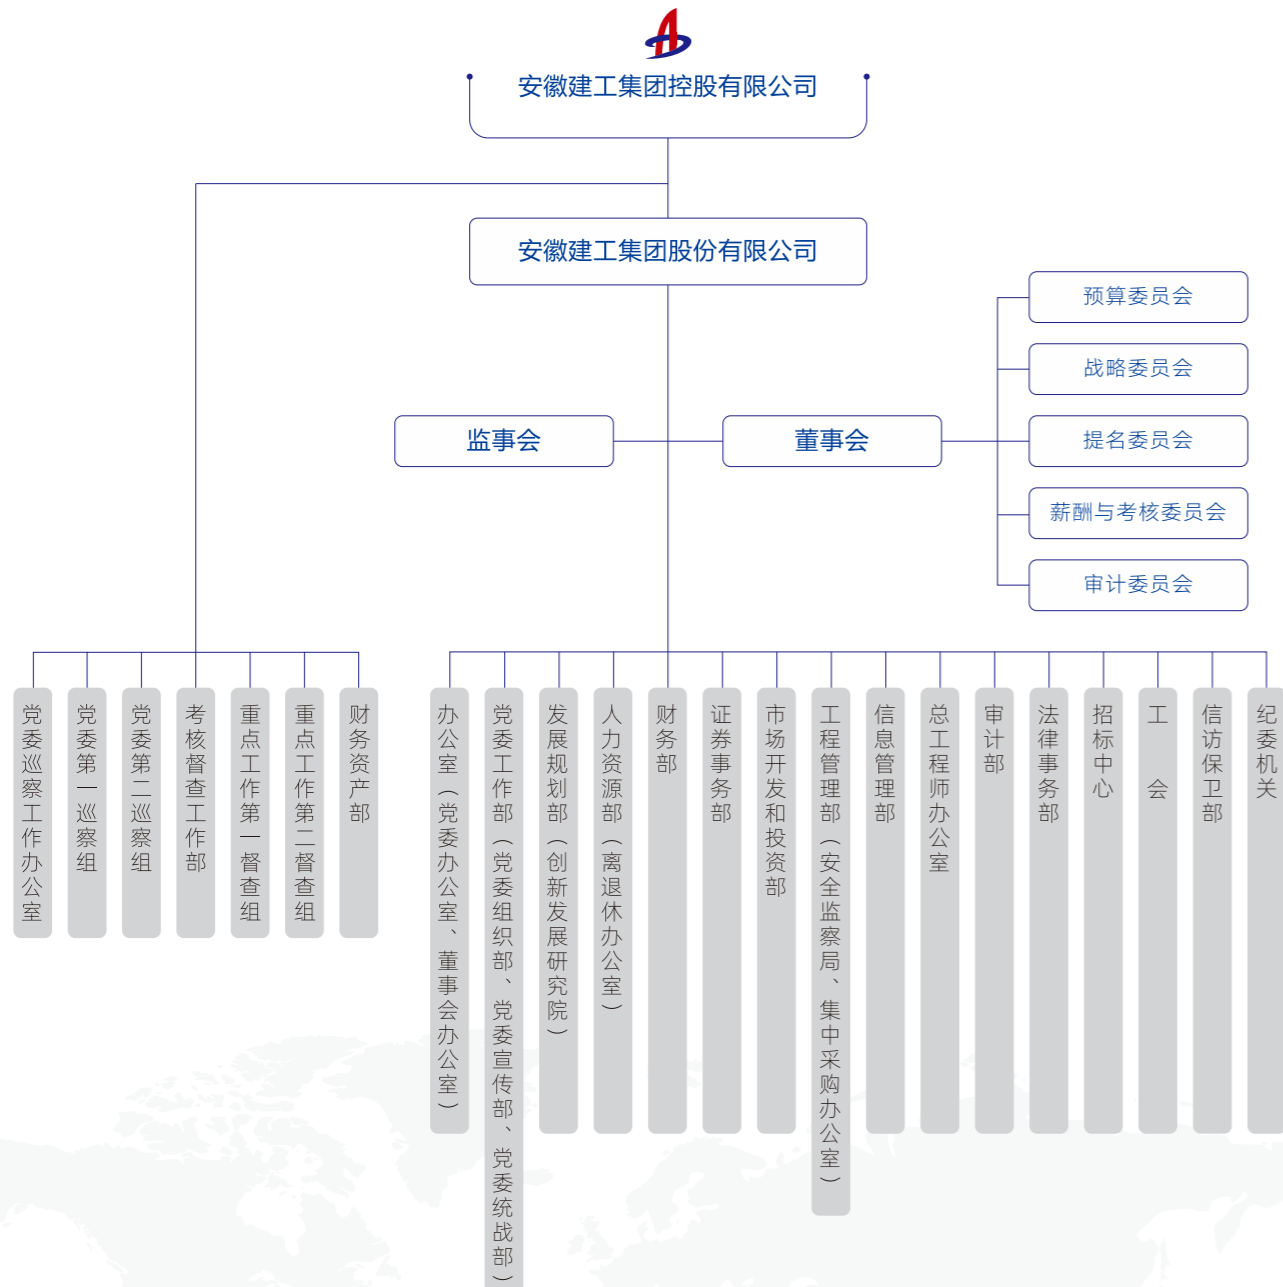 安徽建工集团控股有限公司
安徽建工集团股份有限公司
预算委员会
战略委员会
监事会
董事会
提名委员会
薪酬与考核委员会
审计委员会
党委巡察工作办公室
党委第一巡察组
党委第二巡察组
考核督查工作部
重点工作第一督查组
重点工作第二督查组
财务资产部
办公室（党委办公室、董事会办公室）
党委工作部（党委组织部、党委宣传部、党委统战部）
发展规划部（创新发展研究院）
人力资源部（离退休办公室）
财务部
证券事务部
市场开发和投资部
工程管理部（安全监察局、集中采购办公室）
信息管理部
总工程师办公室
审计部
法律事务部
招标中心
工 会
信访保卫部
纪委机关